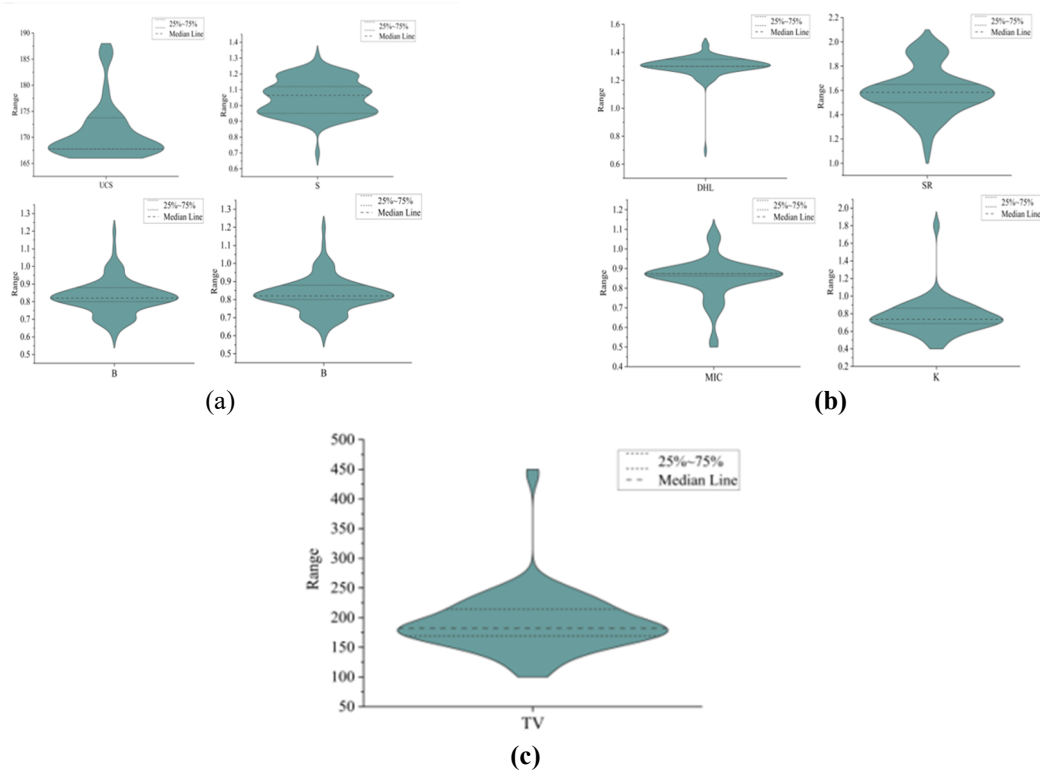 25%~75%
Median Line
190
185
180
175
170
165
Range
UCS
25%~75%
Median Line
1.4
1.3
1.2
1.1
1.0
0.9
0.8
0.7
0.6
Range
S
25%~75%
Median Line
1.3
1.2
1.1
1.0
0.9
0.8
0.7
0.6
0.5
Range
B
25%~75%
Median Line
1.3
1.2
1.1
1.0
0.9
0.8
0.7
0.6
0.5
Range
B
(a)
25%~75%
Median Line
1.6
1.4
1.2
1.0
0.8
0.6
Range
DHL
25%~75%
Median Line
2.2
2.0
1.8
1.6
1.4
1.2
1.0
Range
SR
25%~75%
Median Line
1.2
1.1
1.0
0.9
0.8
0.7
0.6
0.5
0.4
Range
MIC
25%~75%
Median Line
2.0
1.8
1.6
1.4
1.2
1.0
0.8
0.6
0.4
0.2
Range
K
(b)
25%~75%
Median Line
500
450
400
350
300
250
200
150
100
50
Range
TV
(c)